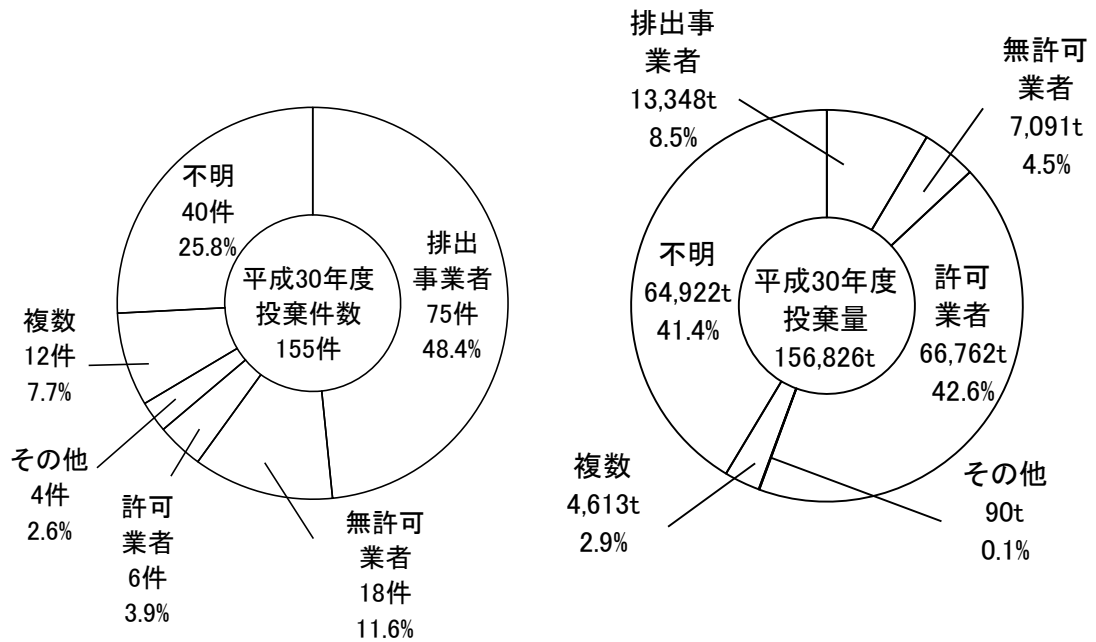 平成30年度
投棄件数
155件
排出
事業者
75件
48.4%
無許可
業者
18件
11.6%
許可
業者
6件
3.9%
その他
4件
2.6%
複数
12件
7.7%
不明
40件
25.8%
平成30年度
投棄量
156,826t
排出事
業者
13,348t
8.5%
無許可
業者
7,091t
4.5%
許可
業者
66,762t
42.6%
その他
90t
0.1%
複数
4,613t
2.9%
不明
64,922t
41.4%